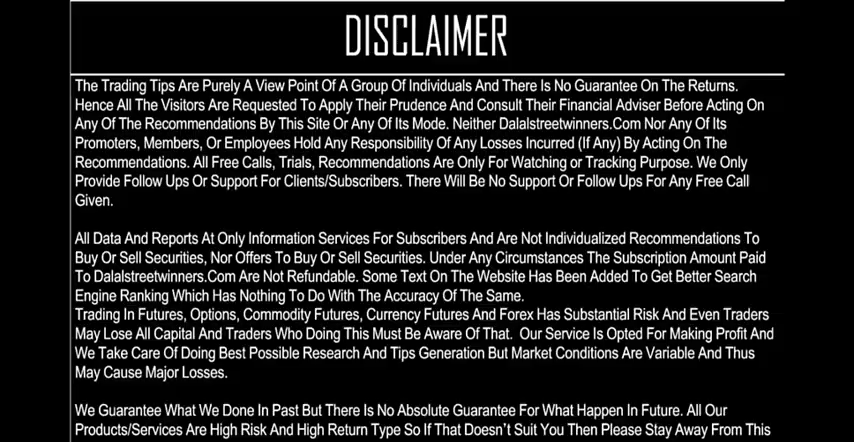 DISCLAIMER
The Trading Tips Are Purely A View Point Of A Group Of Individuals And There Is No Guarantee On The Returns.
Hence All The Visitors Are Requested To Apply Their Prudence And Consult Their Financial Adviser Before Acting On
Any Of The Recommendations By This Site Or Any Of Its Mode. Neither Dalalstreetwinners.Com Nor Any Of Its
Promoters, Members, Or Employees Hold Any Responsibility Of Any Losses Incurred (If Any) By Acting On The
Recommendations. All Free Calls, Trials, Recommendations Are Only For Watching or Tracking Purpose. We Only
Provide Follow Ups Or Support For Clients/Subscribers. There Will Be No Support Or Follow Ups For Any Free Call
Given.
All Data And Reports At Only Information Services For Subscribers And Are Not Individualized Recommendations To
Buy Or Sell Securities, Nor Offers To Buy Or Sell Securities. Under Any Circumstances The Subscription Amount Paid
To Dalalstreetwinners.Com Are Not Refundable. Some Text On The Website Has Been Added To Get Better Search
Engine Ranking Which Has Nothing To Do With The Accuracy Of The Same.
Trading In Futures, Options, Commodity Futures, Currency Futures And Forex Has Substantial Risk And Even Traders
May Lose All Capital And Traders Who Doing This Must Be Aware Of That. Our Service Is Opted For Making Profit And
We Take Care Of Doing Best Possible Research And Tips Generation But Market Conditions Are Variable And Thus
May Cause Major Losses.
We Guarantee What We Done In Past But There Is No Absolute Guarantee For What Happen In Future. All Our
Products/Services Are High Risk And High Return Type So If That Doesn't Suit You Then Please Stay Away From This